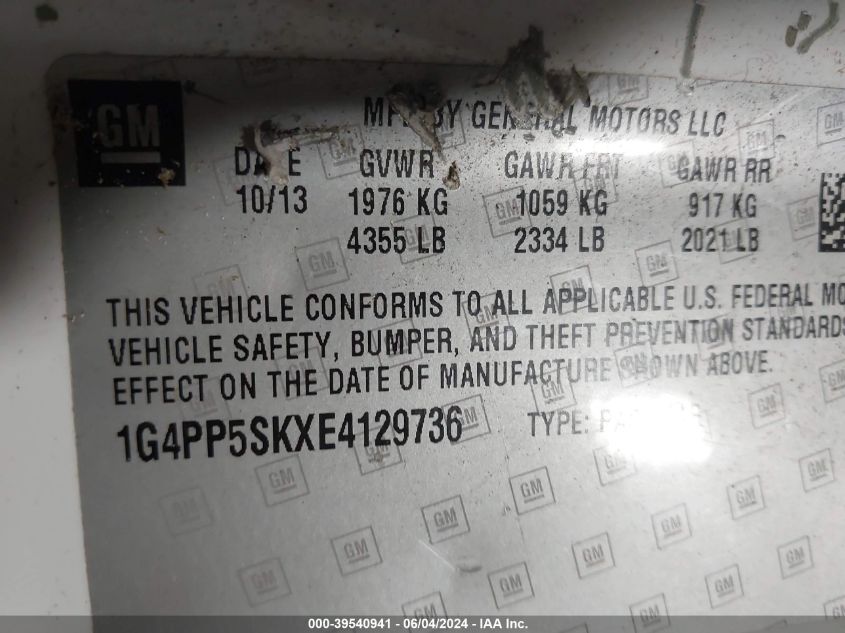 GM
MFD BY GENERAL MOTORS LLC
DATE GVWR GAWR FRT GAWR RR
10/13 1976 KG 1059 KG 917 KG
4355 LB 2334 LB 2021 LB
THIS VEHICLE CONFORMS TO ALL APPLICABLE U.S. FEDERAL MO
VEHICLE SAFETY, BUMPER, AND THEFT PREVENTION STANDARDS
EFFECT ON THE DATE OF MANUFACTURE SHOWN ABOVE.
1G4PP5SKXE4129736 TYPE:
000-39540941 - 06/04/2024 - IAA Inc.